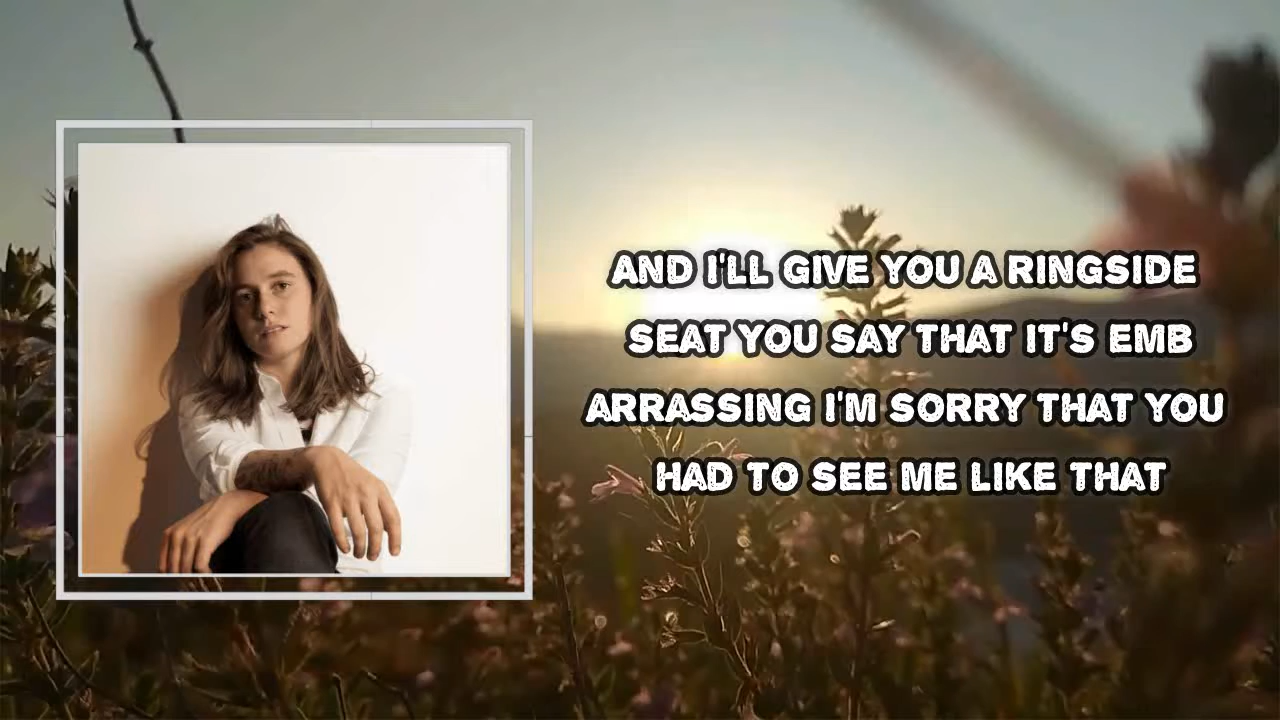 AND I'LL GIVE YOU A RINGSIDE
SEAT YOU SAY THAT IT'S EMB
ARRASSING I'M SORRY THAT YOU
HAD TO SEE ME LIKE THAT